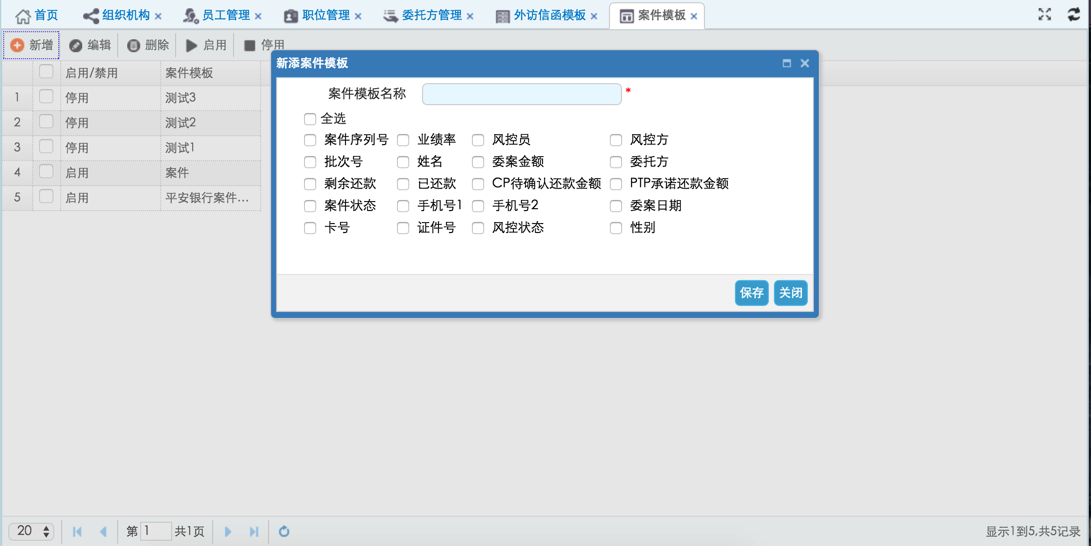 首页 组织机构 × 员工管理 × 职位管理 × 委托方管理 × 外访信函模板 × 案件模板 ×
新增 编辑 删除 启用 停用
启用/禁用 案件模板
1 停用 测试3
2 停用 测试2
3 停用 测试1
4 启用 案件
5 启用 平安银行案件...
新添案件模板
案件模板名称 *
全选
案件序列号 业绩率 风控员 风控方
批次号 姓名 委案金额 委托方
剩余还款 已还款 CP待确认还款金额 PTP承诺还款金额
案件状态 手机号1 手机号2 委案日期
卡号 证件号 风控状态 性别
保存 关闭
20 第 1 共1页 显示1到5,共5记录